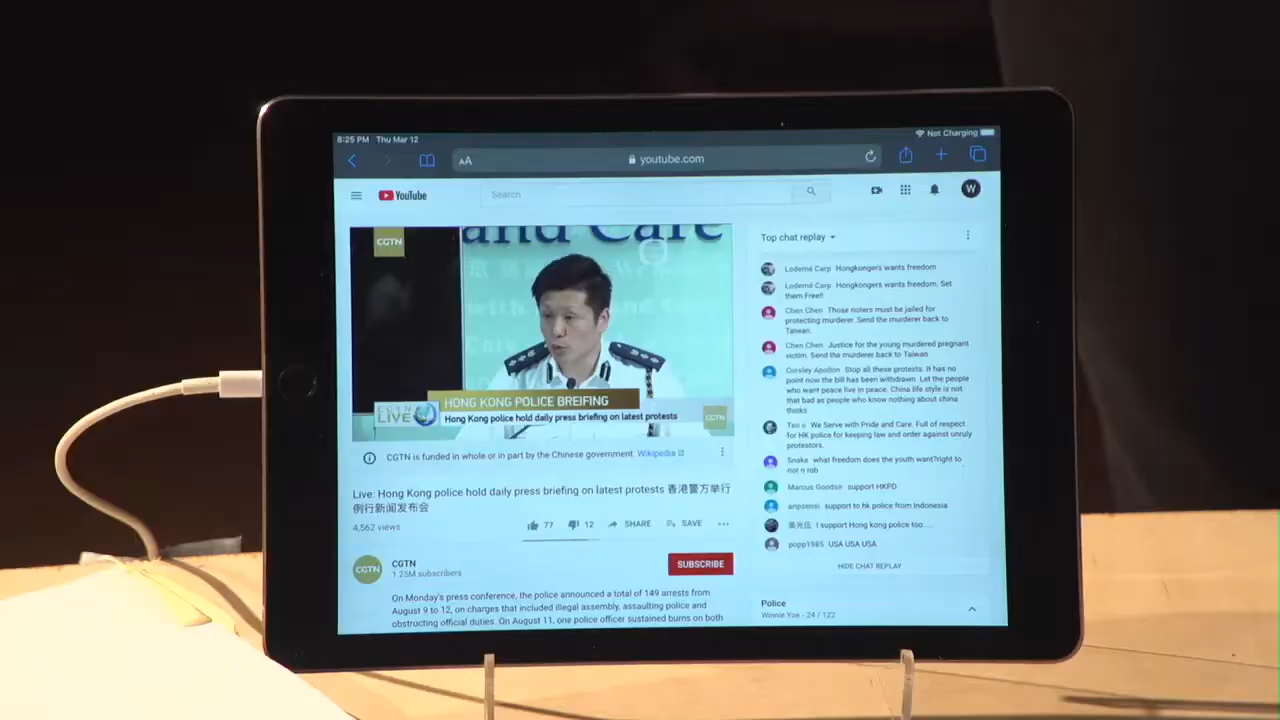 8:25 PM Thu Mar 12
Not Charging
AA
youtube.com
YouTube
Search
W
CGTN
and Care
LIVE
HONG KONG POLICE BREIFING
Hong Kong police hold daily press briefing on latest protests
CGTN
CGTN is funded in whole or in part by the Chinese government. Wikipedia
Live: Hong Kong police hold daily press briefing on latest protests 香港警方举行
例行新闻发布会
4,562 views
77
12
SHARE
SAVE
CGTN
CGTN
1.25M subscribers
SUBSCRIBE
On Monday's press conference, the police announced a total of 149 arrests from
August 9 to 12, on charges that included illegal assembly, assaulting police and
obstructing official duties. On August 11, one police officer sustained burns on both
Top chat replay
Lodemé Carp Hongkongers wants freedom
Lodemé Carp Hongkongers wants freedom. Set
them Free!!
Chen Chen Those rioters must be jailed for
protecting murderer. Send the murderer back to
Taiwan.
Chen Chen Justice for the young murdered pregnant
victim. Send the murderer back to Taiwan
Corsley Apollon Stop all these protests. It has no
point now the bill has been withdrawn. Let the people
who want peace live in peace. China life style is not
that bad as people who know nothing about china
thinks
Teo o We Serve with Pride and Care. Full of respect
for HK police for keeping law and order against unruly
protestors.
Snake what freedom does the youth want?right to
not n rob
Marcus Goods support HKPD
anpsensi support to hk police from Indonesia
I support Hong kong police too....
popp1985 USA USA USA
HIDE CHAT REPLAY
Police
Winnie Yoe - 24 / 122